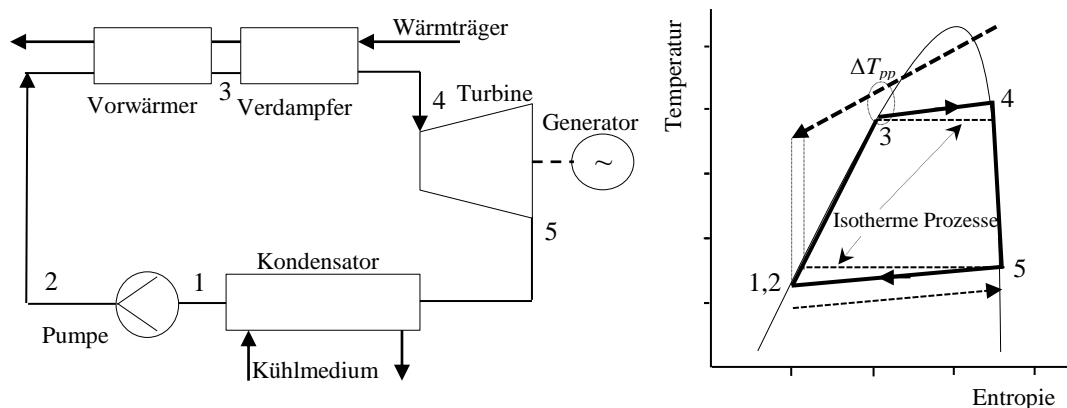 Wärmträger
Vorwärmer
3
Verdampfer
4
Turbine
Generator
~
5
Kondensator
2
1
Pumpe
Kühlmedium
Temperatur
ΔTpp
4
3
Isotherme Prozesse
5
1,2
Entropie